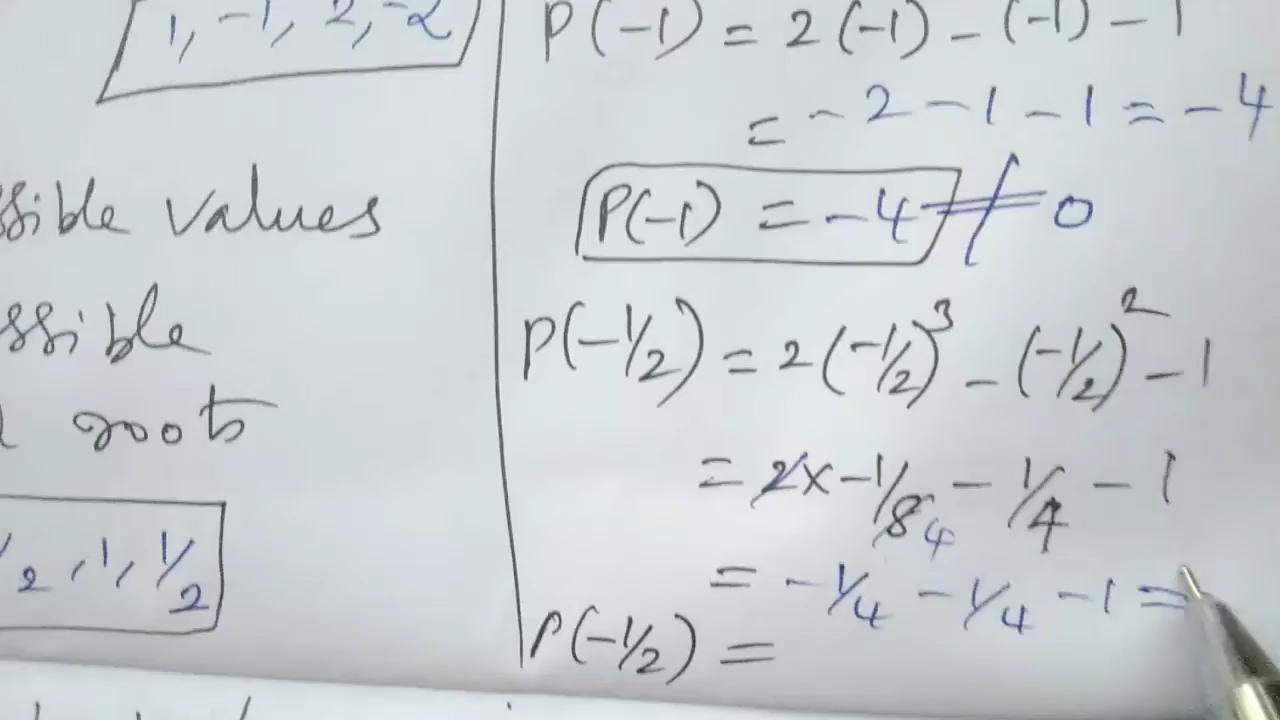 1, -1, 2, -2
ssible values
ssible
roots
1/2, 1, 1/2
P(-1) = 2(-1) - (-1) - 1
= -2 - 1 - 1 = -4
P(-1) = -4 ≠ 0
P(-1/2) = 2(-1/2)³ - (-1/2)² - 1
= 2x -1/8 4 - 1/4 - 1
= -1/4 - 1/4 - 1 =
P(-1/2) =